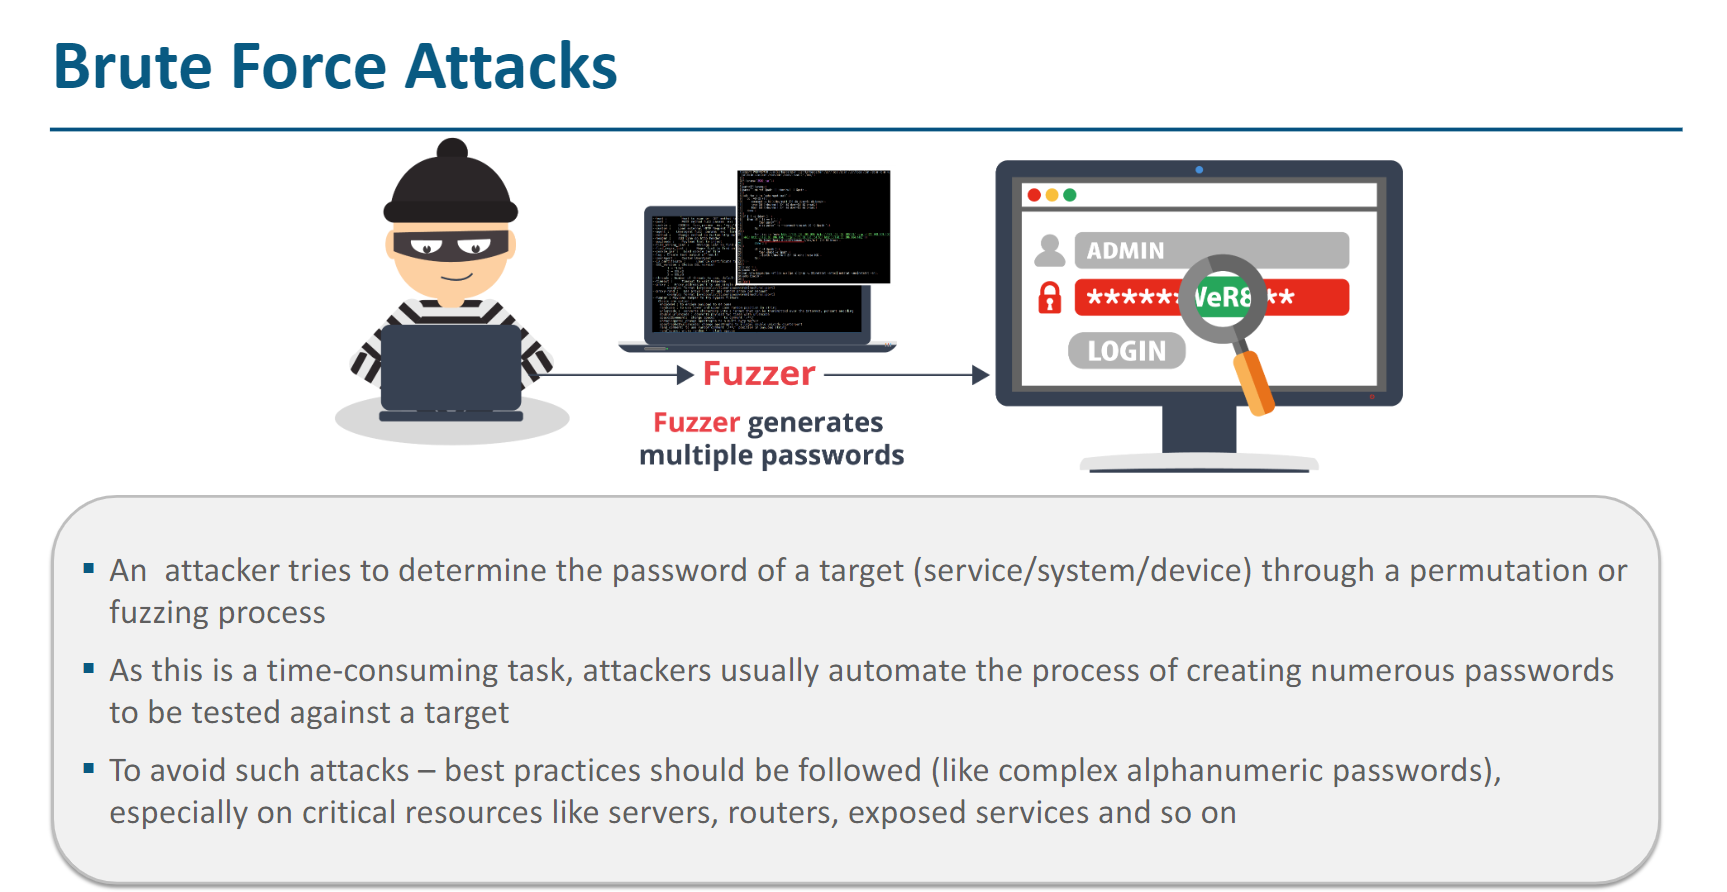 Brute Force Attacks
ADMIN
******VeR8**
LOGIN
Fuzzer
Fuzzer generates
multiple passwords
▪ An  attacker tries to determine the password of a target (service/system/device) through a permutation or
fuzzing process
▪ As this is a time-consuming task, attackers usually automate the process of creating numerous passwords
to be tested against a target
▪ To avoid such attacks – best practices should be followed (like complex alphanumeric passwords),
especially on critical resources like servers, routers, exposed services and so on